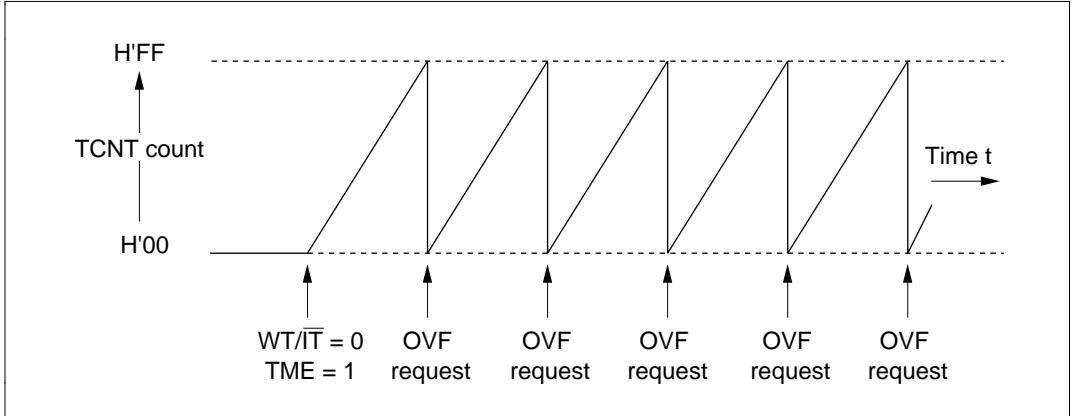 H'FF
TCNT count
Time t
H'00
WT/I̅T̅ = 0
TME = 1
OVF
request
OVF
request
OVF
request
OVF
request
OVF
request